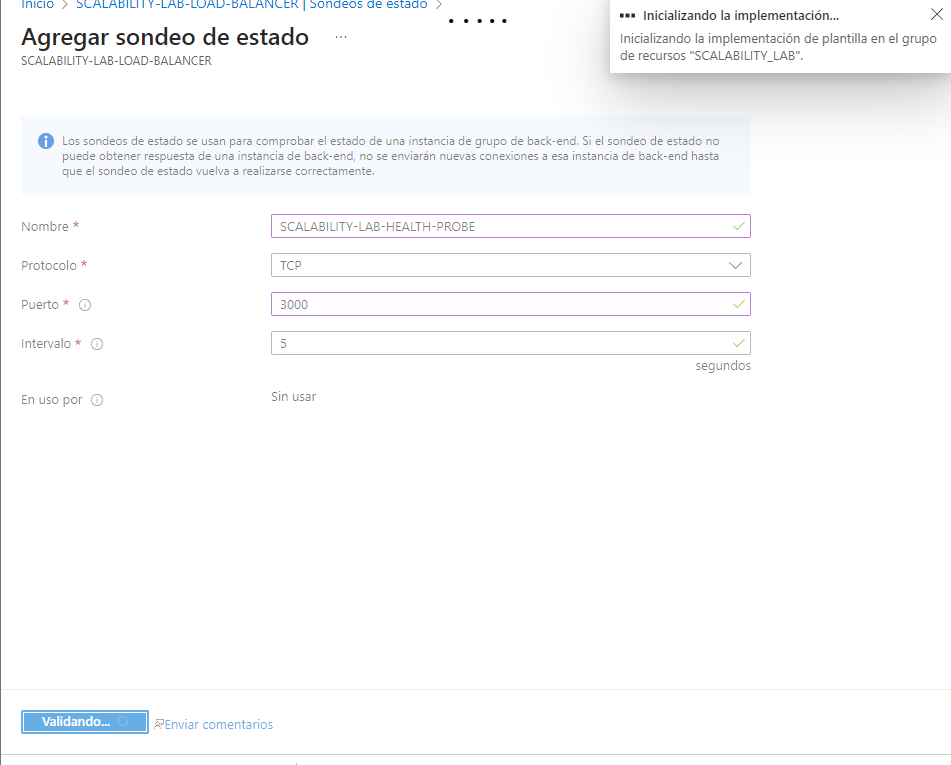 Inicio > SCALABILITY-LAB-LOAD-BALANCER | Sondeos de estado >
Agregar sondeo de estado ...
SCALABILITY-LAB-LOAD-BALANCER
Inicializando la implementación...
Inicializando la implementación de plantilla en el grupo
de recursos "SCALABILITY_LAB".
Los sondeos de estado se usan para comprobar el estado de una instancia de grupo de back-end. Si el sondeo de estado no
puede obtener respuesta de una instancia de back-end, no se enviarán nuevas conexiones a esa instancia de back-end hasta
que el sondeo de estado vuelva a realizarse correctamente.
Nombre * SCALABILITY-LAB-HEALTH-PROBE
Protocolo * TCP
Puerto * 3000
Intervalo * 5
segundos
En uso por Sin usar
Validando... Enviar comentarios